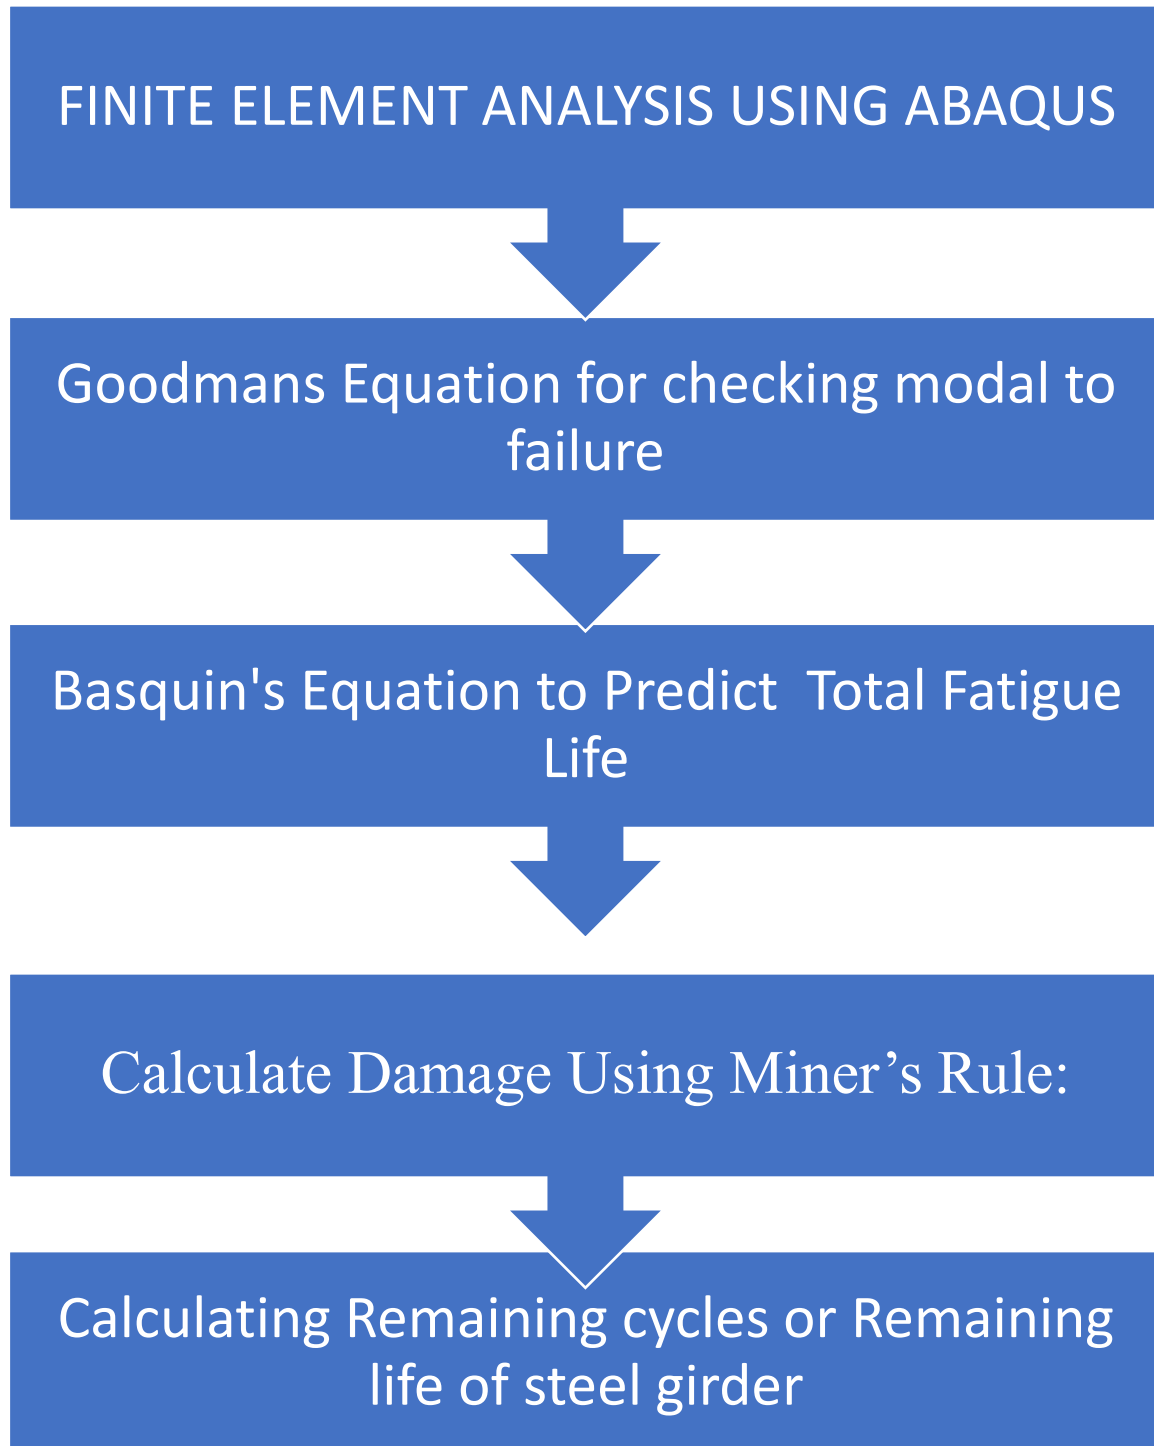 FINITE ELEMENT ANALYSIS USING ABAQUS
Goodmans Equation for checking modal to
failure
Basquin's Equation to Predict  Total Fatigue
Life
Calculate Damage Using Miner’s Rule:
Calculating Remaining cycles or Remaining
life of steel girder